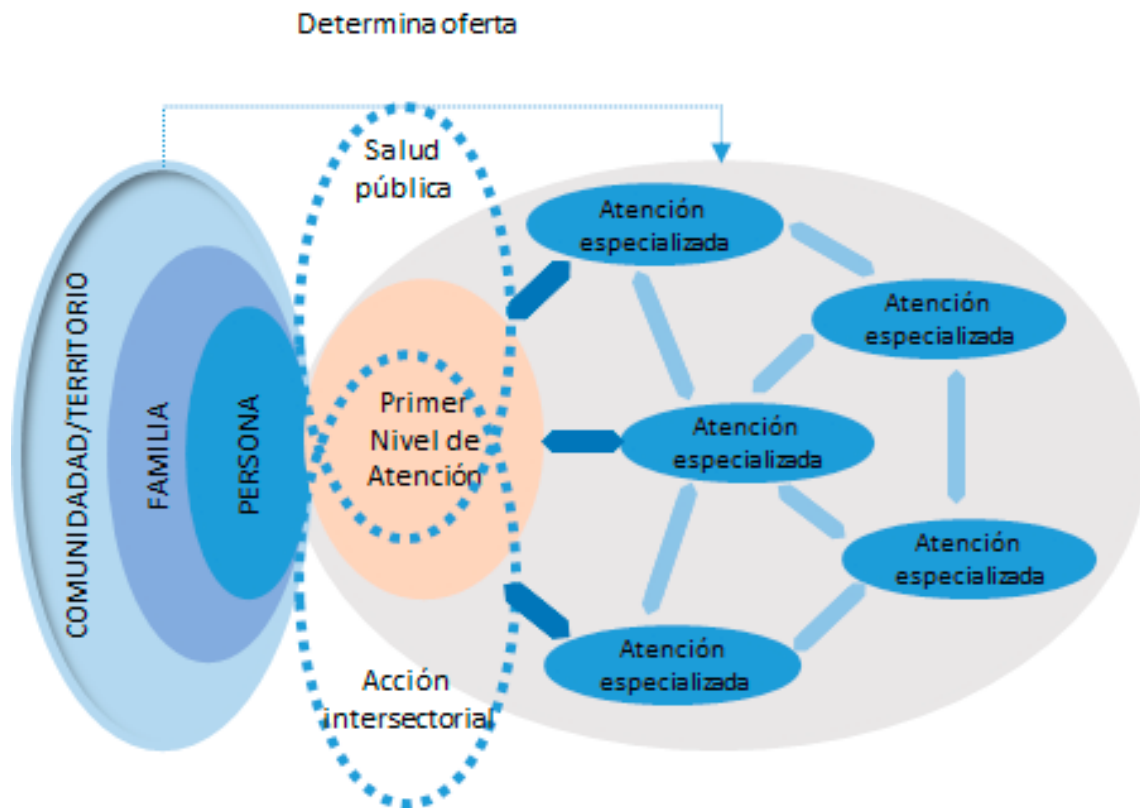 Determina oferta
Salud
pública
COMUNIDADAD/TERRITORIO
FAMILIA
PERSONA
Primer
Nivel de
Atención
Acción
intersectorial
Atención
especializada
Atención
especializada
Atención
especializada
Atención
especializada
Atención
especializada